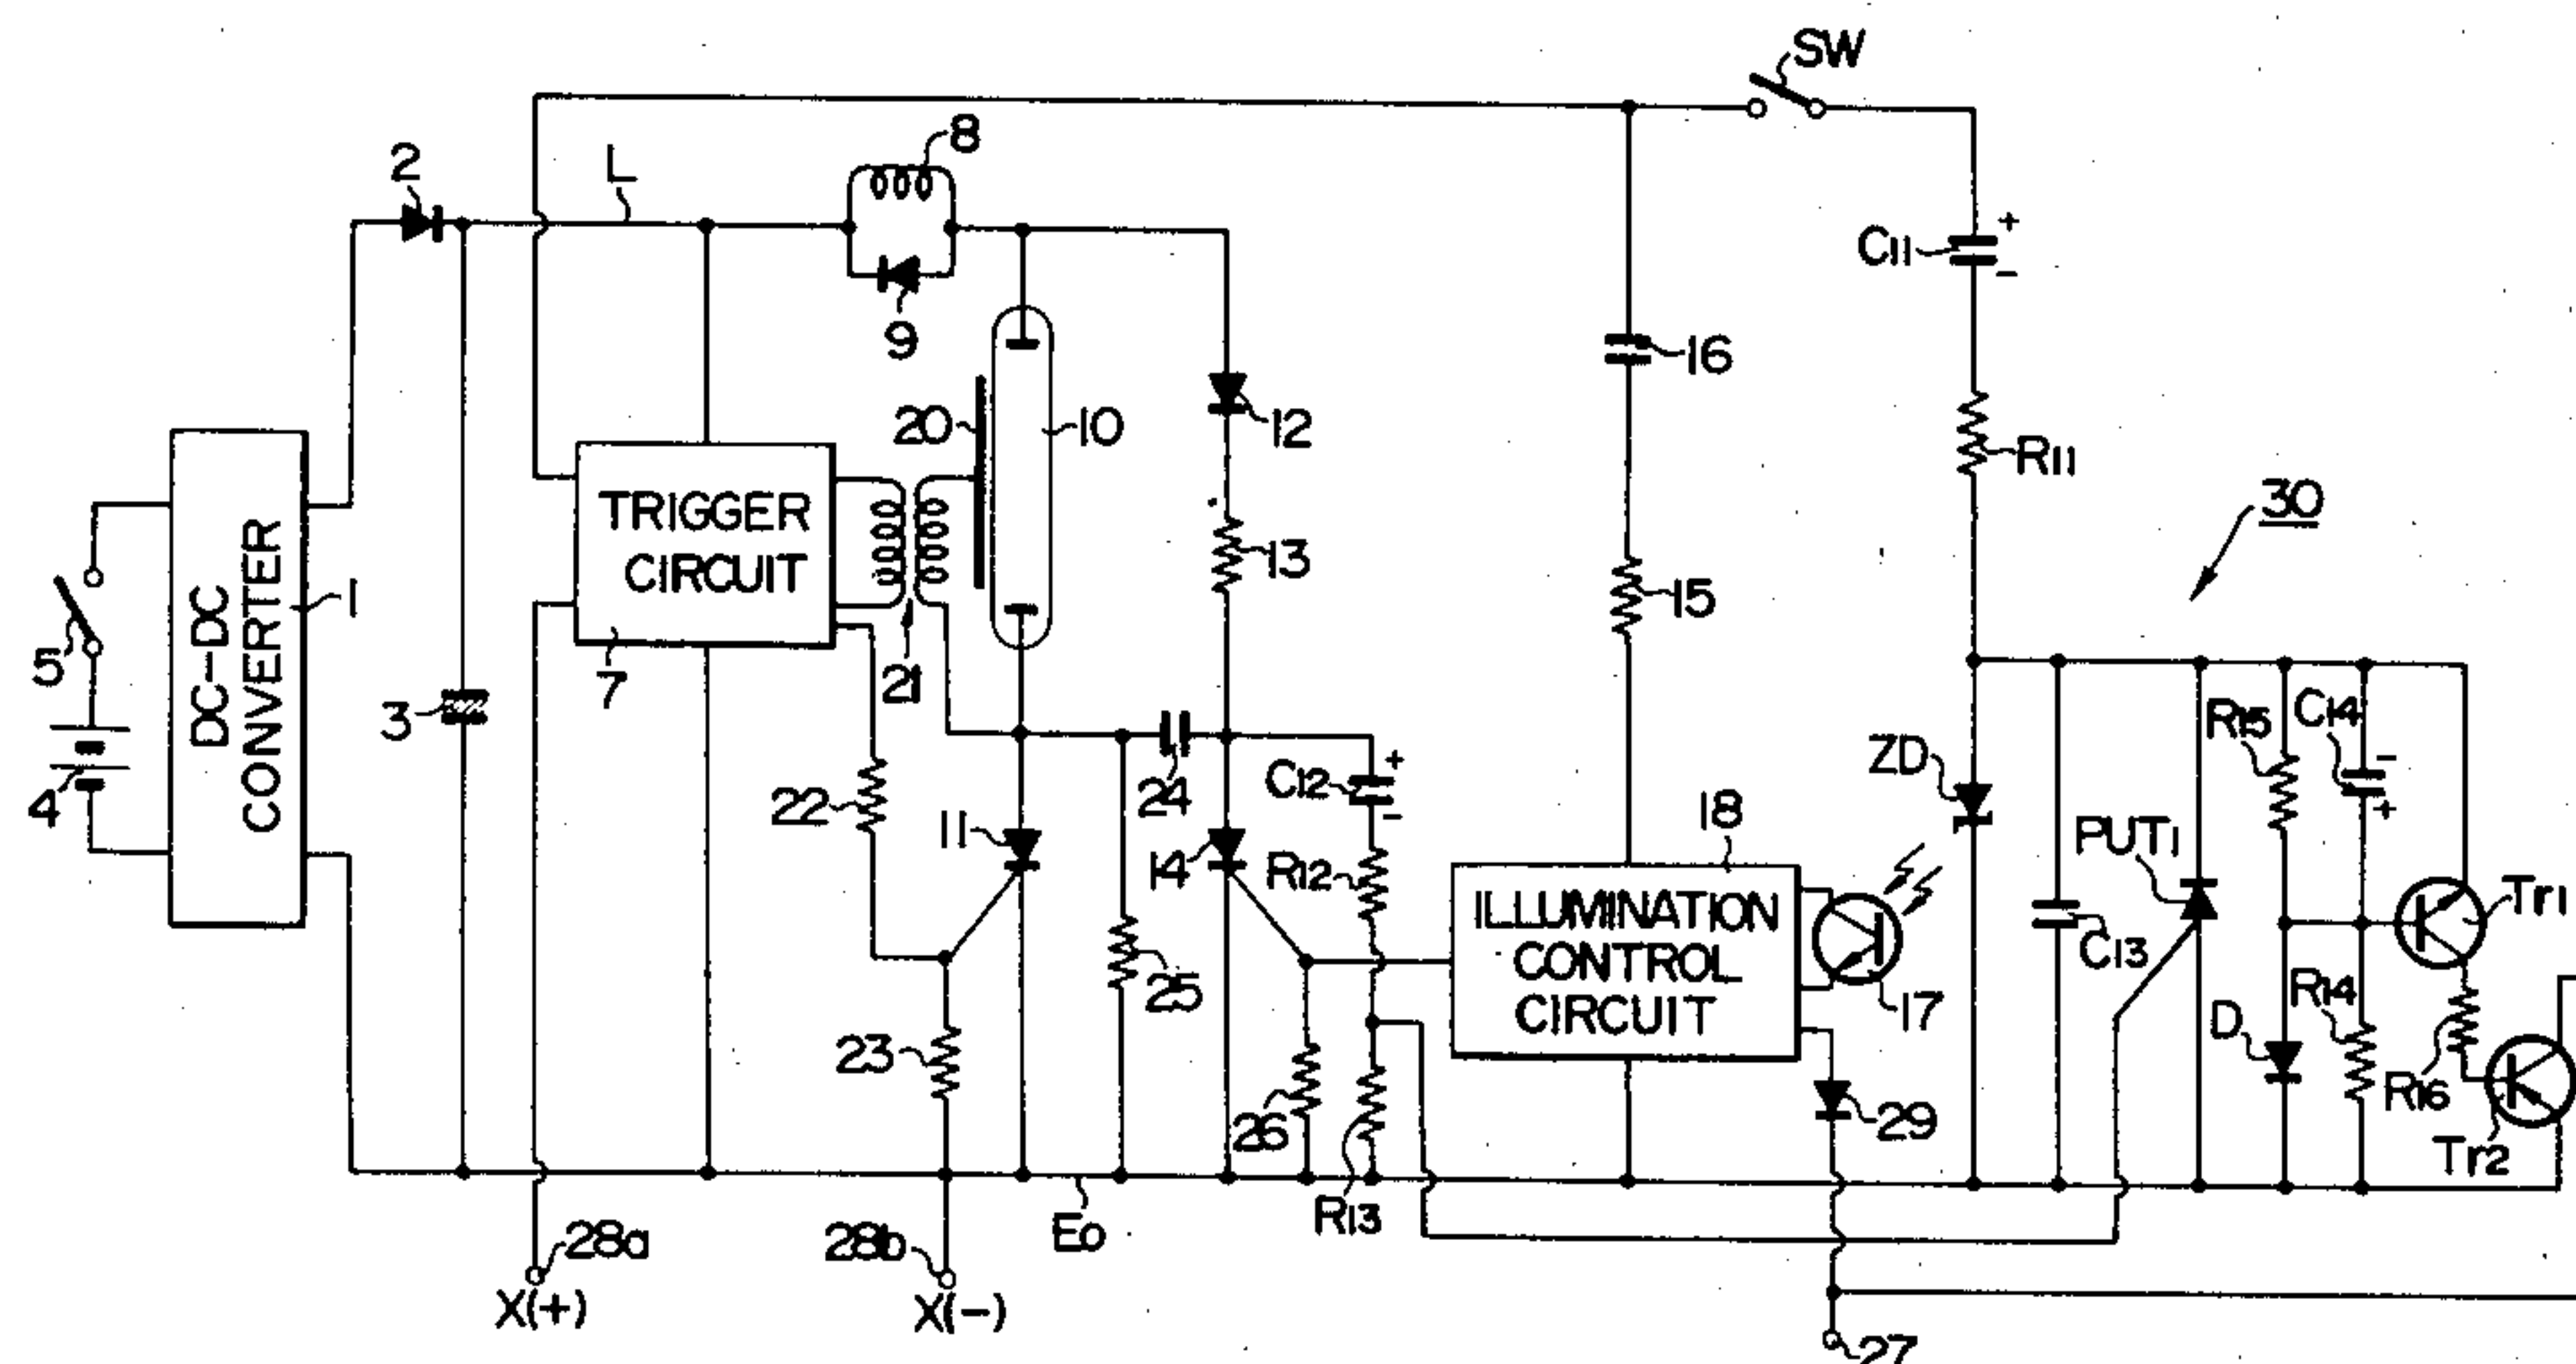 SW
8
2
L
C11
+
−
9
16
20
10
12
R11
TRIGGER
CIRCUIT
30
13
DC-DC
CONVERTER
1
15
5
7
21
3
R15
C14
−
+
ZD
C12
+
−
24
4
22
18
11
PUT1
14
R12
ILLUMINATION
CONTROL
CIRCUIT
Tr1
C13
25
17
R14
D
23
R16
26
29
Tr2
R13
E0
28a
28b
X(+)
X(−)
27